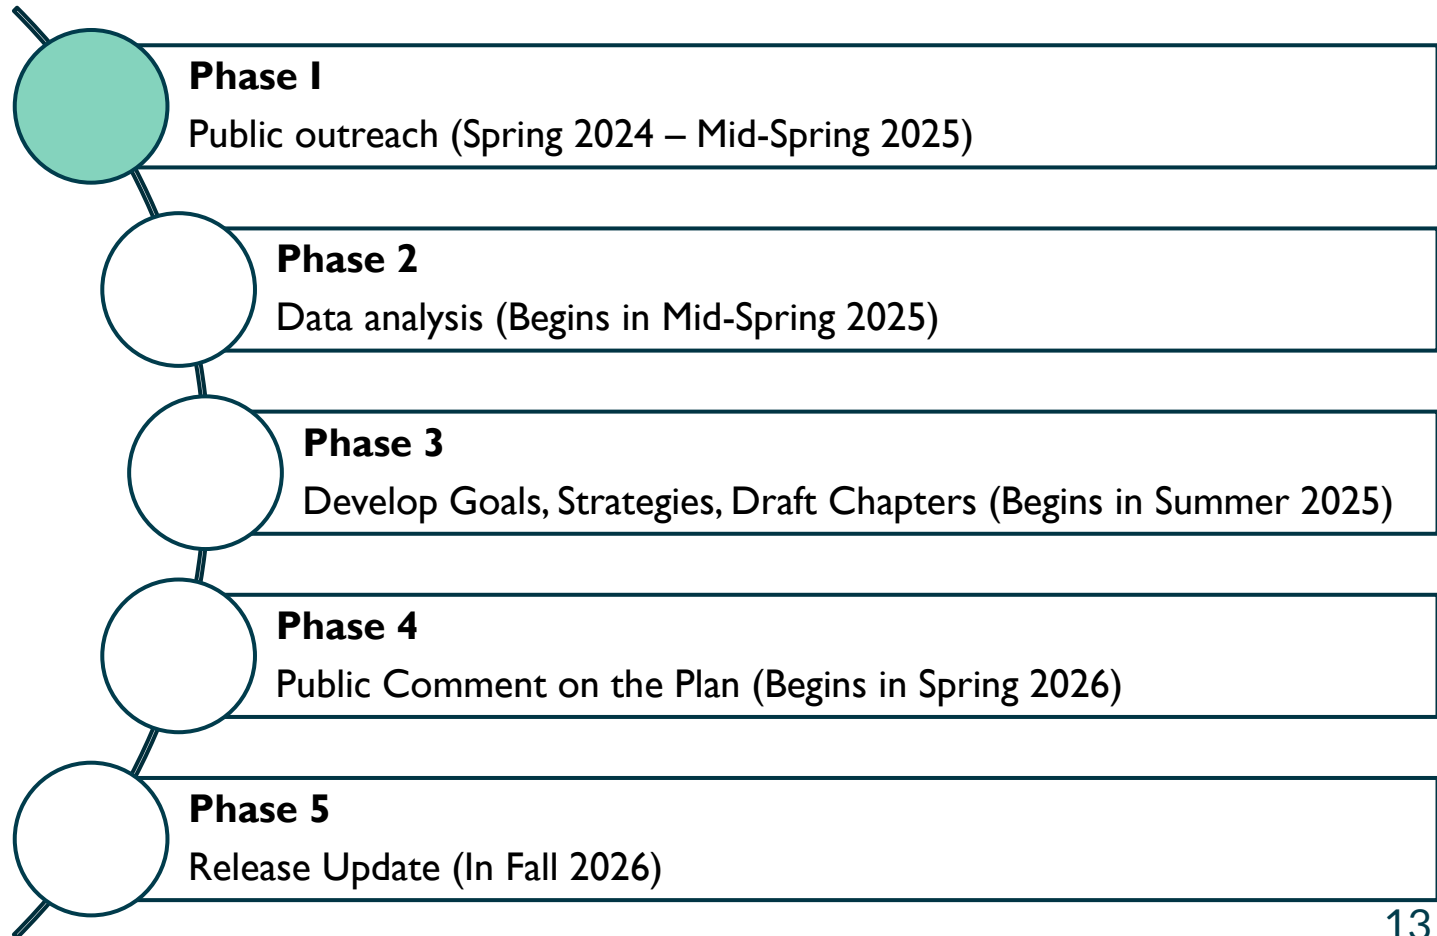 Phase 1
Public outreach (Spring 2024 – Mid-Spring 2025)
Phase 2
Data analysis (Begins in Mid-Spring 2025)
Phase 3
Develop Goals, Strategies, Draft Chapters (Begins in Summer 2025)
Phase 4
Public Comment on the Plan (Begins in Spring 2026)
Phase 5
Release Update (In Fall 2026)
13